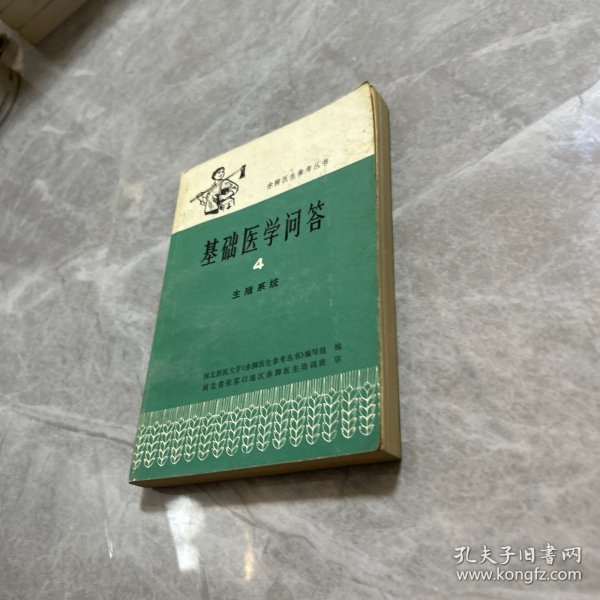 赤脚医生参考丛书
基础医学问答
4
生殖系统
河北新医大学《赤脚医生参考丛书》编写组 编
河北省张家口地区赤脚医生培训班 审
孔夫子旧书网
www.kongfz.com